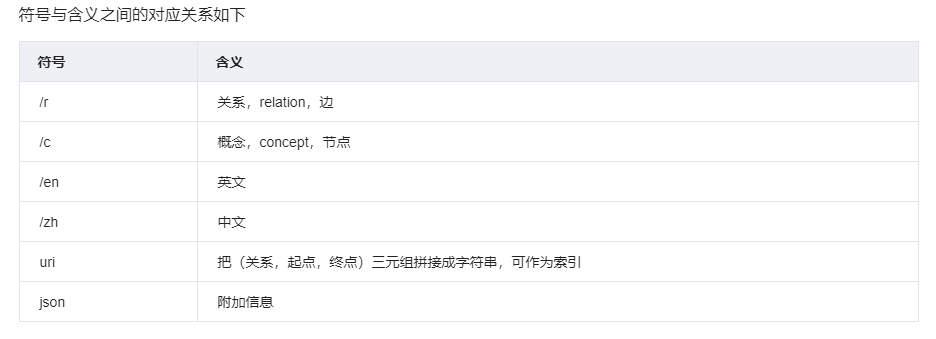 符号与含义之间的对应关系如下
符号 含义
/r 关系，relation，边
/c 概念，concept，节点
/en 英文
/zh 中文
uri 把（关系，起点，终点）三元组拼接成字符串，可作为索引
json 附加信息